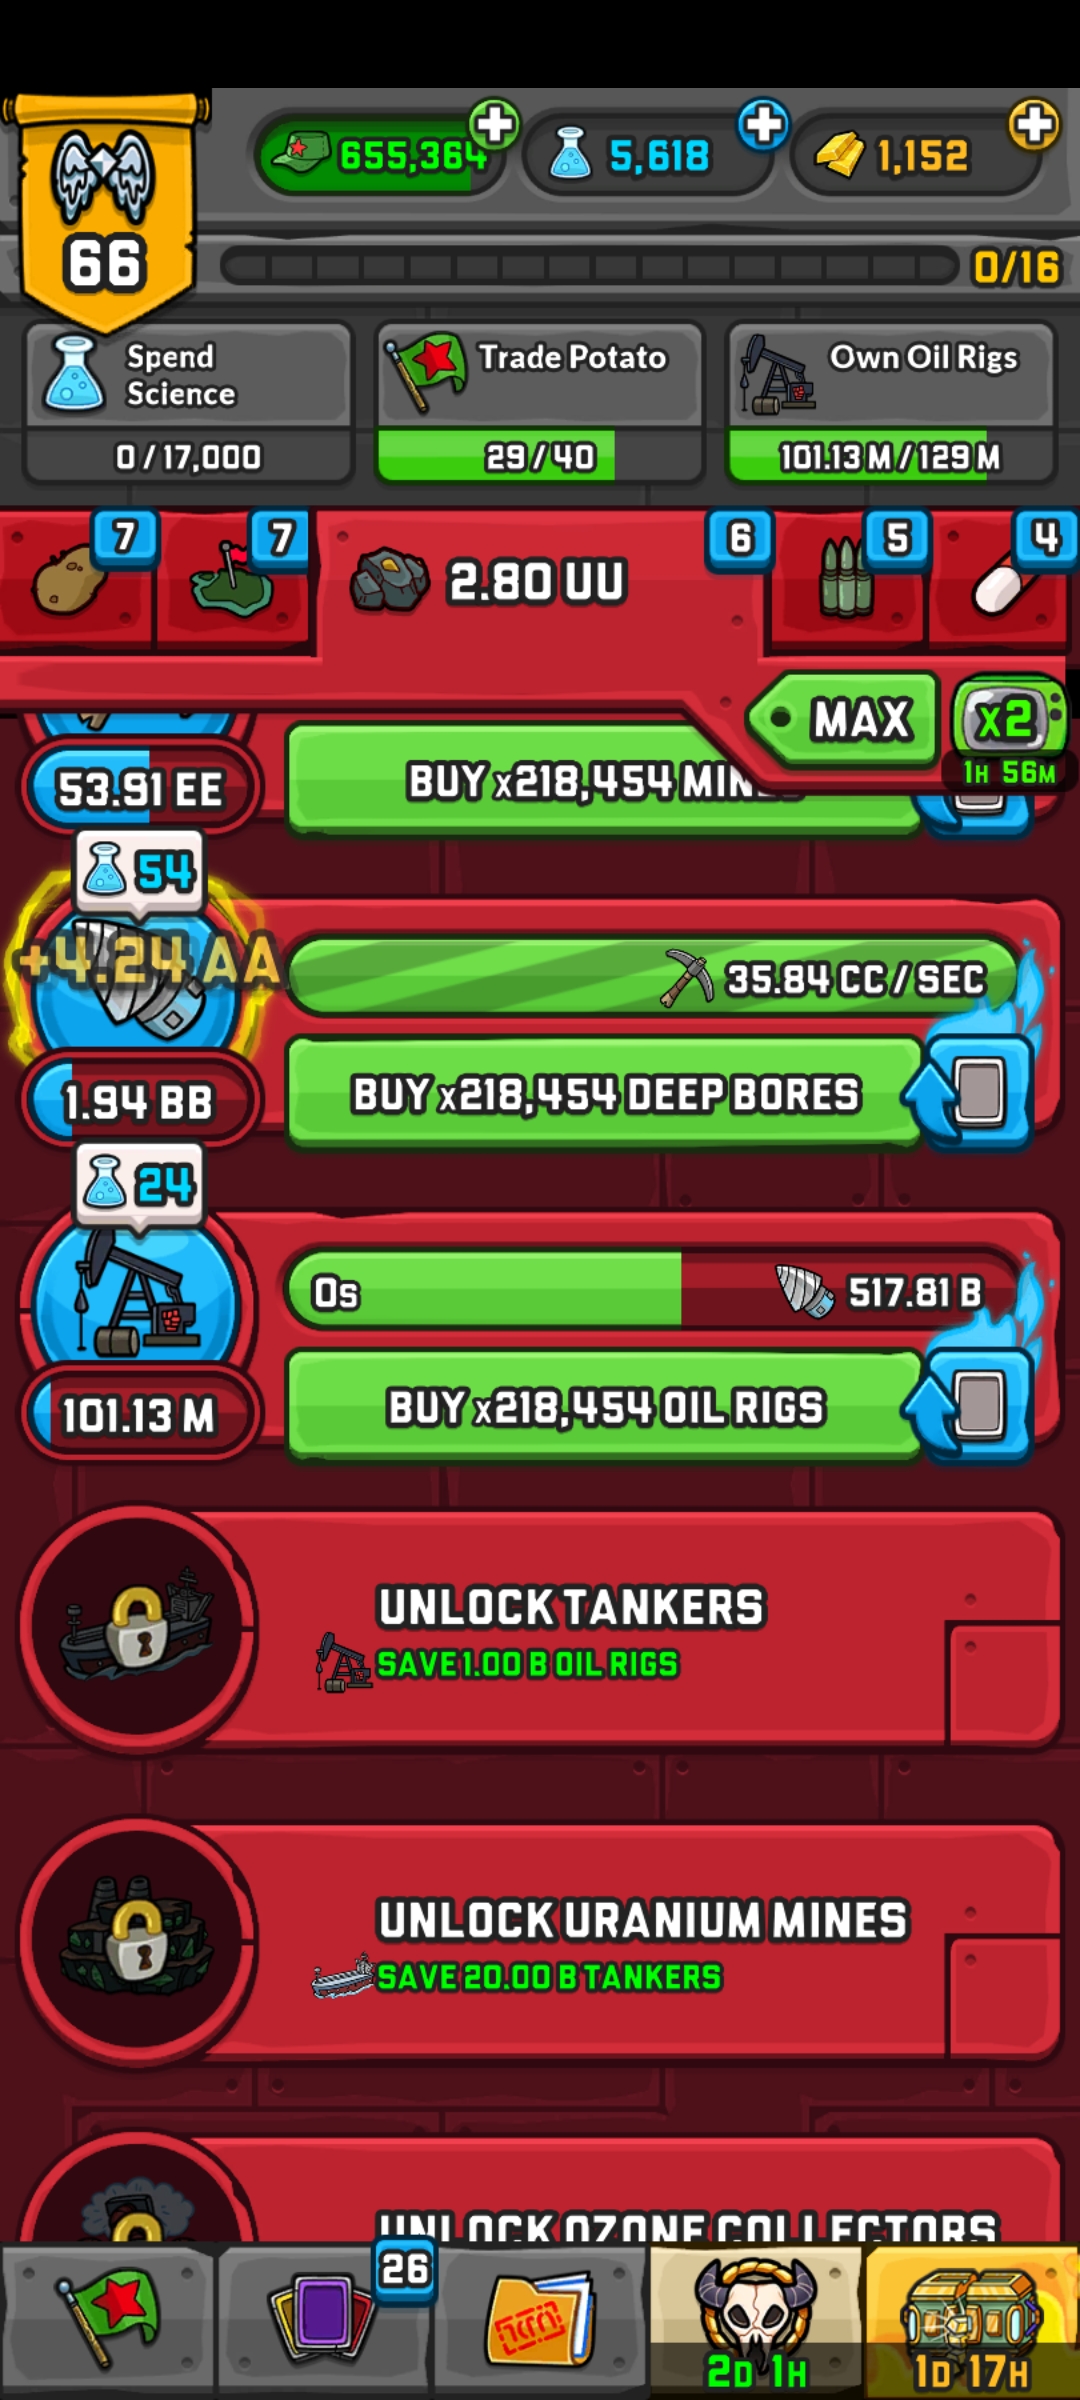 655,364
5,618
1,152
66
0/16
Spend
Science
Trade Potato
Own Oil Rigs
0 / 17,000
29 / 40
101.13 M / 129 M
7
7
2.80 UU
6
5
4
MAX
X2
1H 56M
53.91 EE
BUY x218,454
54
+4.24 AA
35.84 CC / SEC
1.94 BB
BUY x218,454 DEEP BORES
24
0s
517.81 B
101.13 M
BUY x218,454 OIL RIGS
UNLOCK TANKERS
SAVE 1.00 B OIL RIGS
UNLOCK URANIUM MINES
SAVE 20.00 B TANKERS
UNLOCK OZONE COLLECTORS
26
2D 1H
1D 17H